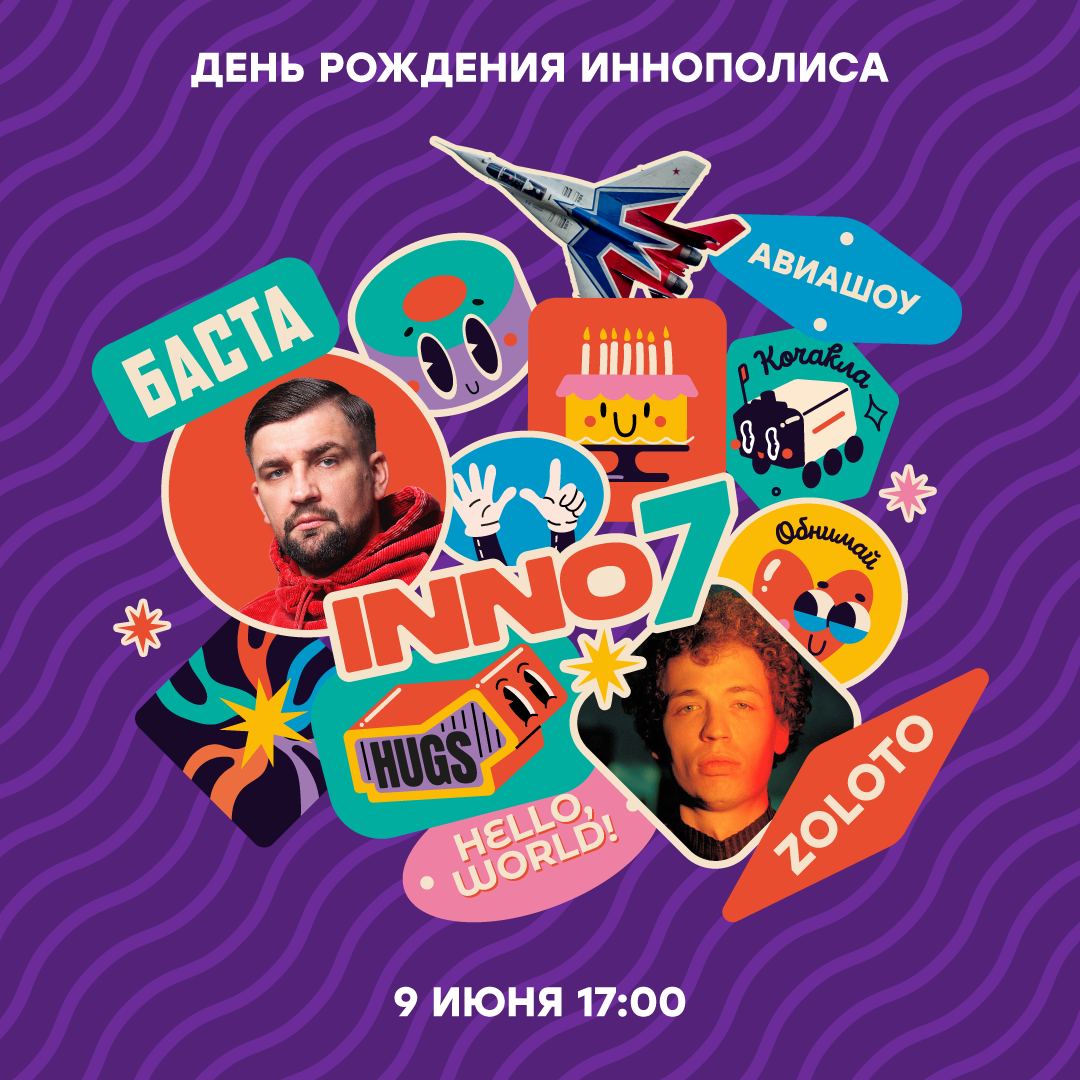 ДЕНЬ РОЖДЕНИЯ ИННОПОЛИСА
АВИАШОУ
БАСТА
Кочакла
Обнимай
INNO7
HUGS
ZOLOTO
HELLO,
WORLD!
9 ИЮНЯ 17:00